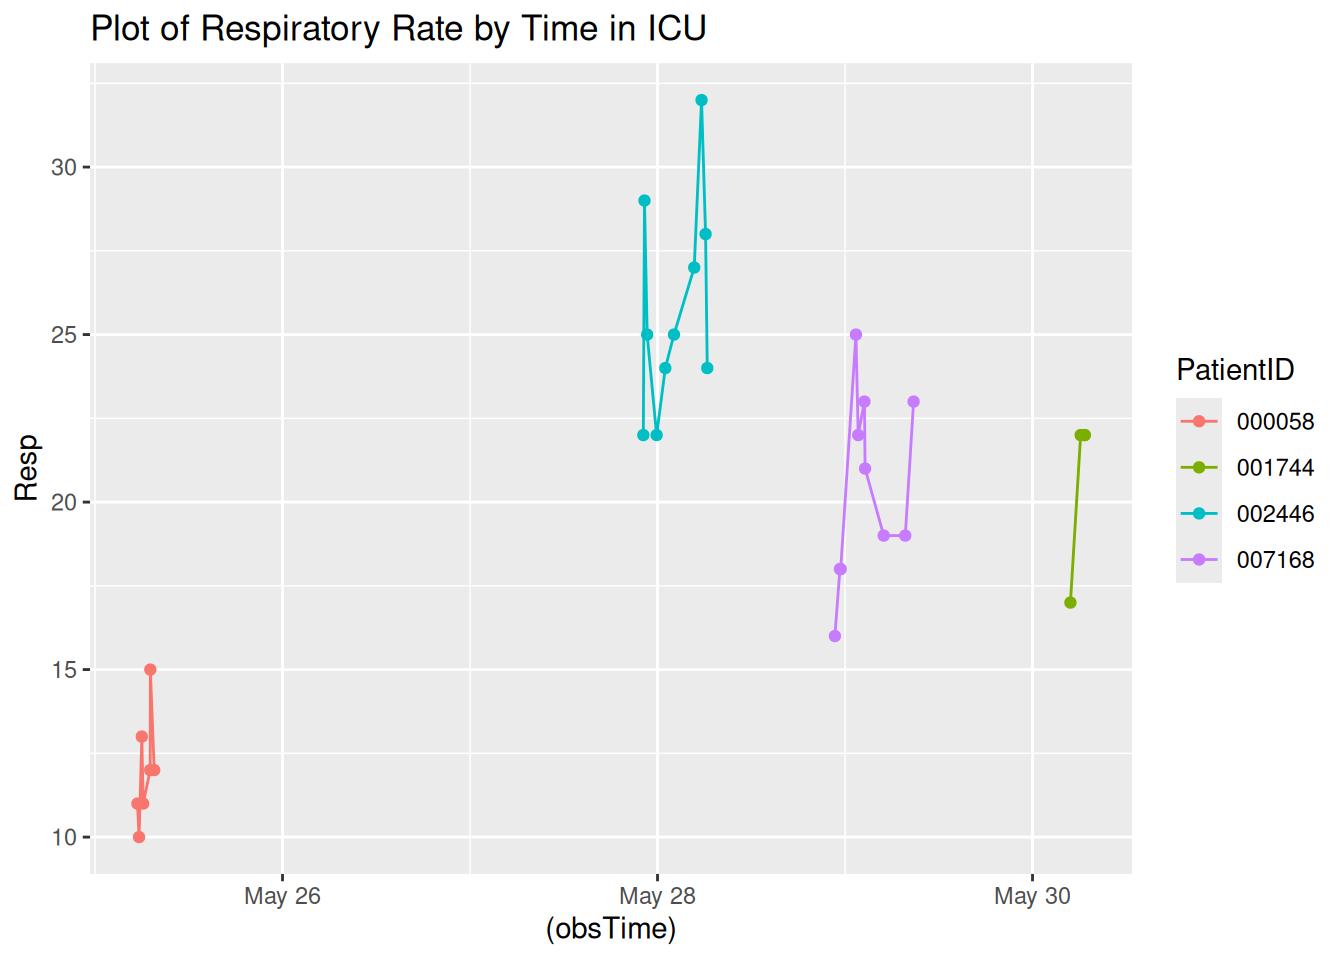 Plot of Respiratory Rate by Time in ICU
30
25
20
15
10
Resp
May 26
May 28
May 30
(obsTime)
PatientID
000058
001744
002446
007168